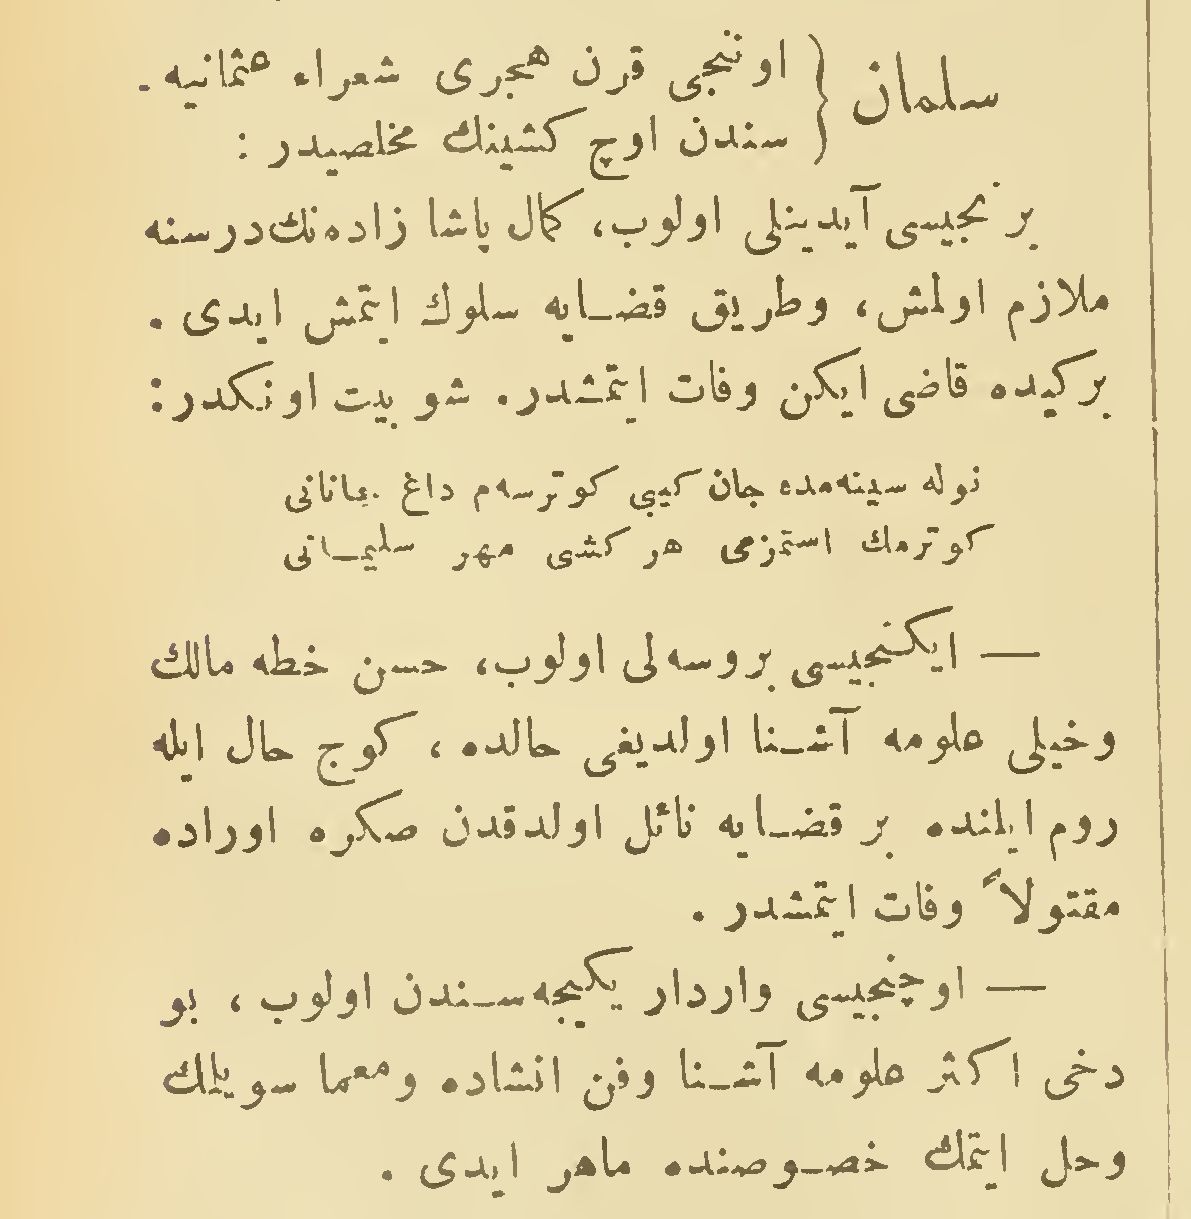 سلمان { اوننجی قرن هجری شعراء عثمانیه‌
سندن اوچ کشینك مخلصیدر :
برنجیسی آیدینلی اولوب، کمال پاشا زاده‌نك درسنه
ملازم اولمش، وطریق قضایه سلوك ایتمش ایدی .
برکیده قاضی ایکن وفات ایتمشدر. شو بیت اونکدر:
نوله سینه‌مده جان کیبی کوترسه‌م داغ جانانی
کوترمك استمزمی هر کشی مهر سلیمانی
— ایکنجیسی بروسه‌لی اولوب، حسن خطه مالك
وخیلی علومه آشنا اولدیغی حالده ، کوج حال ایله
روم ایلنده بر قضایه نائل اولدقدن صکره اوراده
مقتولاً وفات ایتمشدر .
— اوچنجیسی واردار یکیجه‌سندن اولوب ، بو
دخی اکثر علومه آشنا وفن انشاده ومعما سویلمك
وحل ایتمك خصوصنده ماهر ایدی .